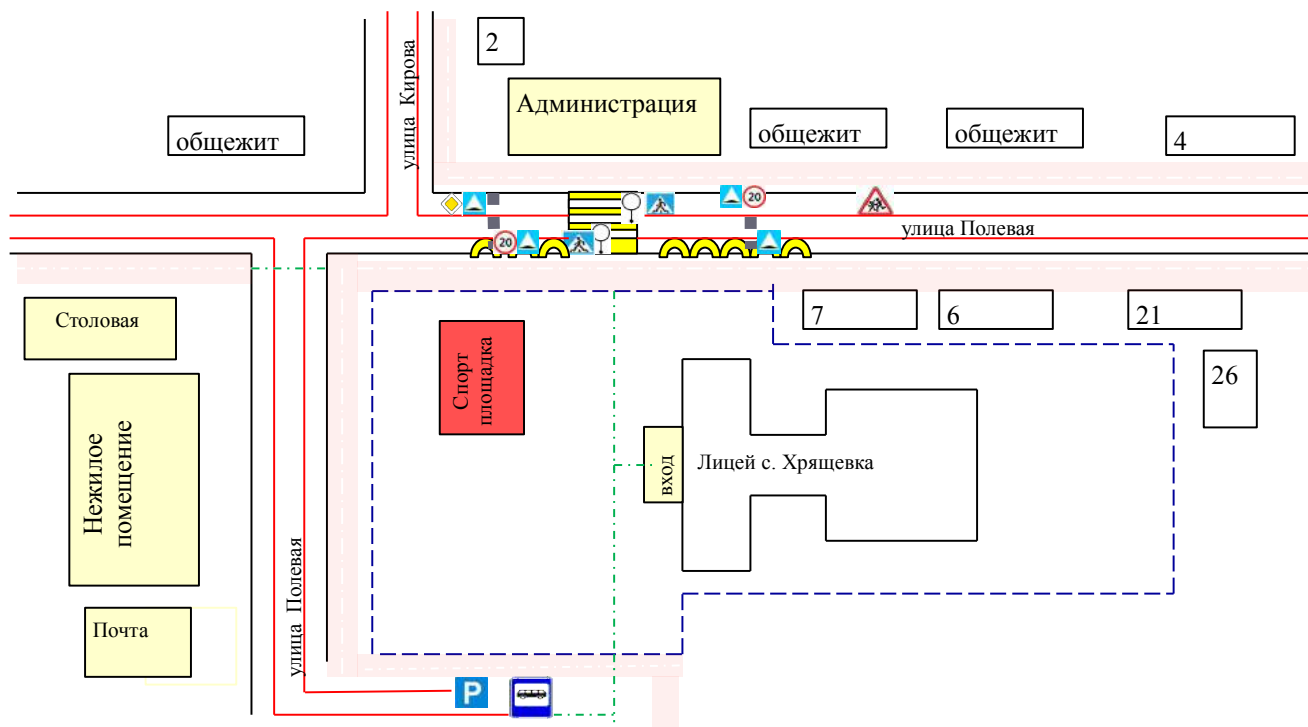 2
улица Кирова
Администрация
общежит
общежит
общежит
4
20
20
улица Полевая
Столовая
Спорт
площадка
7
6
21
26
Нежилое
помещение
вход
Лицей с. Хрящевка
улица Полевая
Почта
P